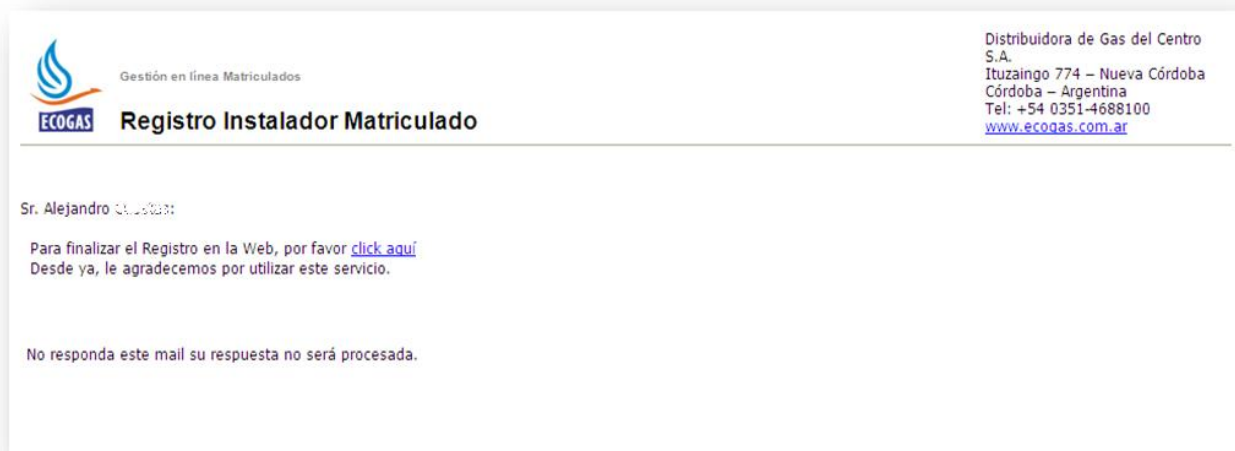 Distribuidora de Gas del Centro
S.A.
Ituzaingo 774 – Nueva Córdoba
Córdoba – Argentina
Tel: +54 0351-4688100
www.ecogas.com.ar
ECOGAS
Gestión en línea Matriculados
Registro Instalador Matriculado
Sr. Alejandro
Para finalizar el Registro en la Web, por favor click aquí
Desde ya, le agradecemos por utilizar este servicio.
No responda este mail su respuesta no será procesada.